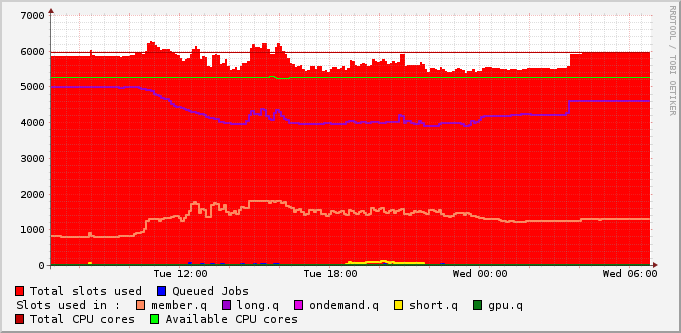 7000
6000
5000
4000
3000
2000
1000
0
Tue 12:00 Tue 18:00 Wed 00:00 Wed 06:00
RRDTOOL / TOBI OETIKER
Total slots used Queued Jobs
Slots used in : member.q long.q ondemand.q short.q gpu.q
Total CPU cores Available CPU cores